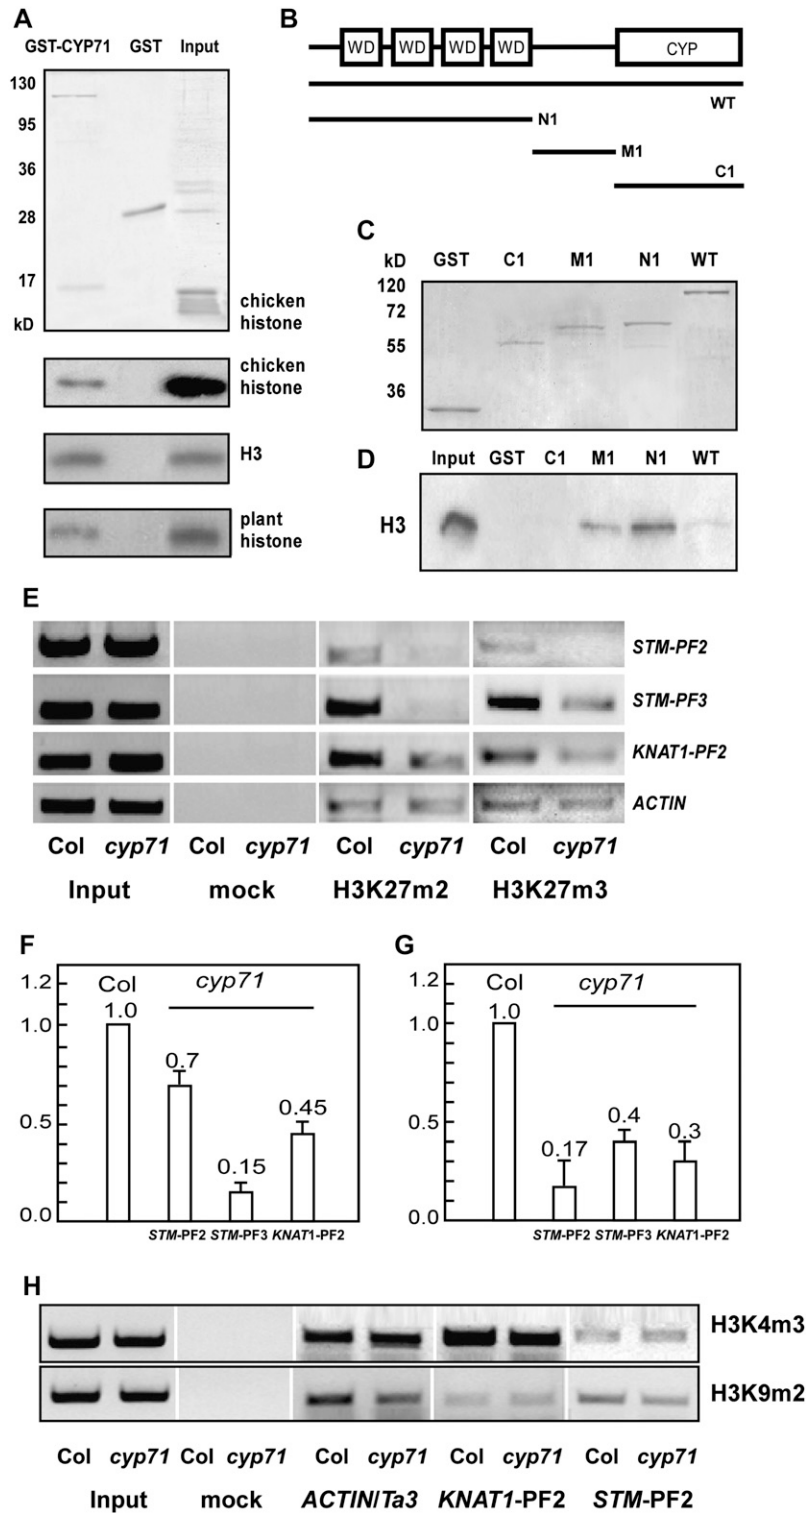 A
GST-CYP71 GST Input
130
95
36
28
17
kD
chicken
histone
chicken
histone
H3
plant
histone
B
WD WD WD WD CYP
WT
N1
M1
C1
C
kD GST C1 M1 N1 WT
120
72
55
36
D
Input GST C1 M1 N1 WT
H3
E
STM-PF2
STM-PF3
KNAT1-PF2
ACTIN
Col cyp71 Col cyp71 Col cyp71 Col cyp71
Input mock H3K27m2 H3K27m3
F
1.2
1.0
0.5
0.0
Col
1.0
cyp71
0.7
0.15
0.45
STM-PF2 STM-PF3 KNAT1-PF2
G
1.2
1.0
0.5
0.0
Col
1.0
cyp71
0.17
0.4
0.3
STM-PF2 STM-PF3 KNAT1-PF2
H
H3K4m3
H3K9m2
Col cyp71 Col cyp71 Col cyp71 Col cyp71 Col cyp71
Input mock ACTIN/Ta3 KNAT1-PF2 STM-PF2